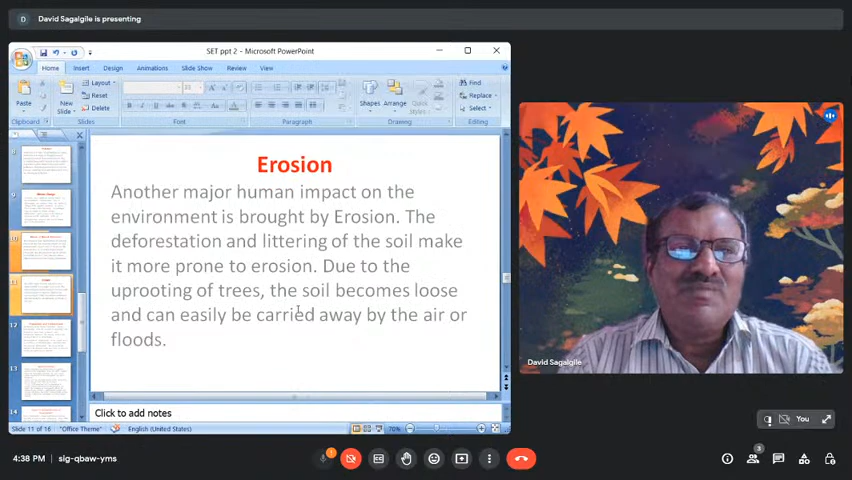 D David Sagalgile is presenting
SET ppt 2 - Microsoft PowerPoint
Home Insert Design Animations Slide Show Review View
Paste
Clipboard
New
Slide
Layout
Reset
Delete
Slides
Font
Paragraph
Shapes
Arrange
Drawing
Find
Replace
Select
Editing
12
13
14
Erosion
Another major human impact on the
environment is brought by Erosion. The
deforestation and littering of the soil make
it more prone to erosion. Due to the
uprooting of trees, the soil becomes loose
and can easily be carried away by the air or
floods.
Click to add notes
Slide 11 of 16 "Office Theme" English (United States) 70%
David Sagalgile
You
4:38 PM sig-qbaw-yms
3